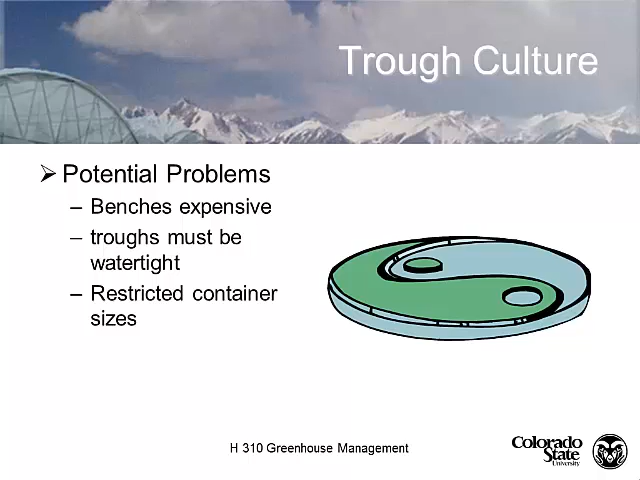 Trough Culture
Potential Problems
– Benches expensive
– troughs must be
watertight
– Restricted container
sizes
H 310 Greenhouse Management
Colorado
State
University